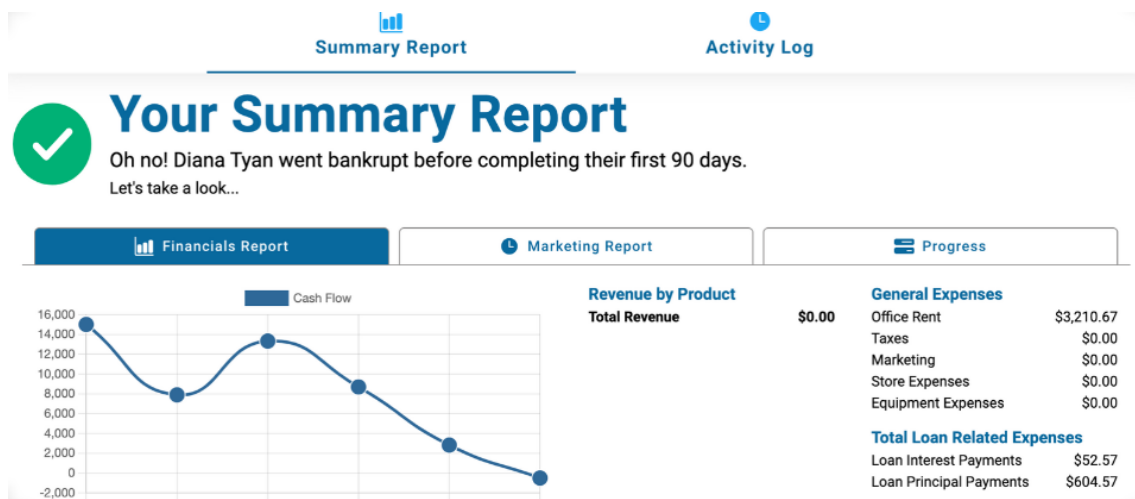 Summary Report
Activity Log
Your Summary Report
Oh no! Diana Tyan went bankrupt before completing their first 90 days.
Let's take a look...
Financials Report
Marketing Report
Progress
Cash Flow
16,000
14,000
12,000
10,000
8,000
6,000
4,000
2,000
0
-2,000
Revenue by Product
Total Revenue $0.00
General Expenses
Office Rent $3,210.67
Taxes $0.00
Marketing $0.00
Store Expenses $0.00
Equipment Expenses $0.00
Total Loan Related Expenses
Loan Interest Payments $52.57
Loan Principal Payments $604.57